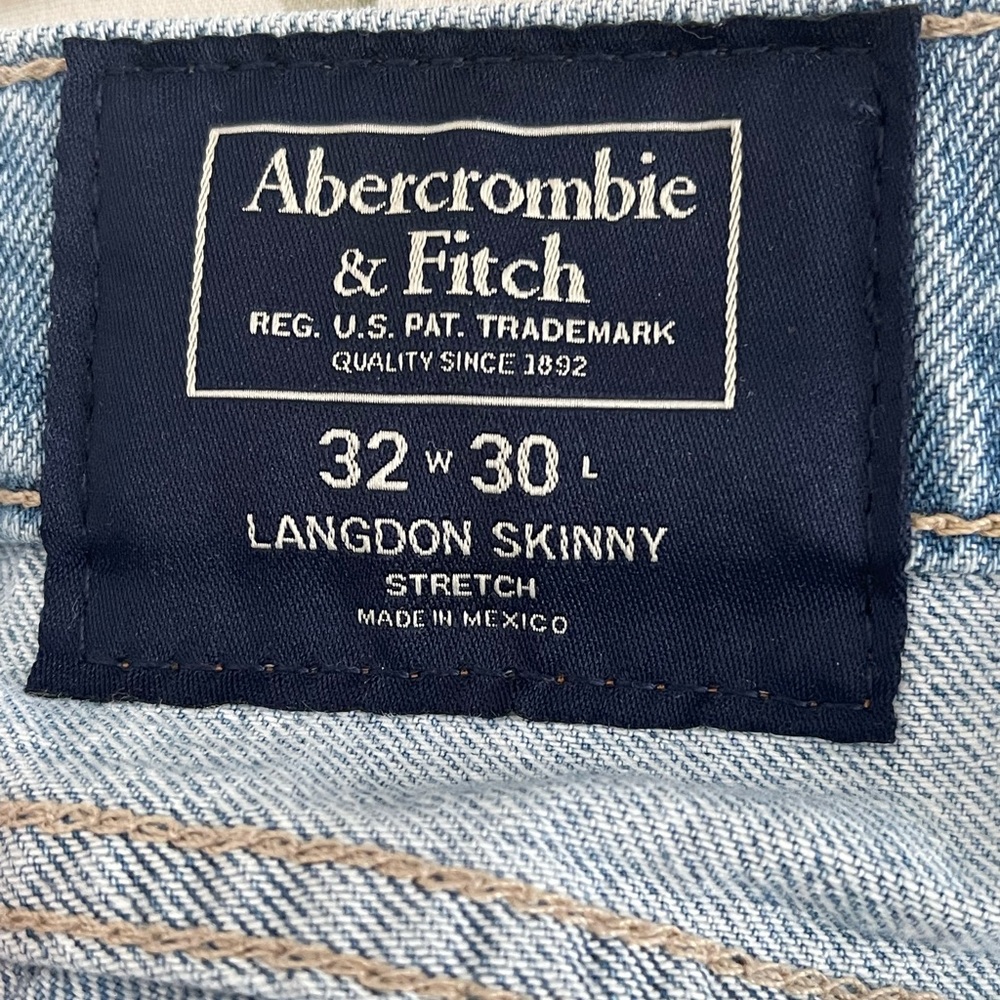 Abercrombie
& Fitch
REG. U.S. PAT. TRADEMARK
QUALITY SINCE 1892
32 W 30 L
LANGDON SKINNY
STRETCH
MADE IN MEXICO